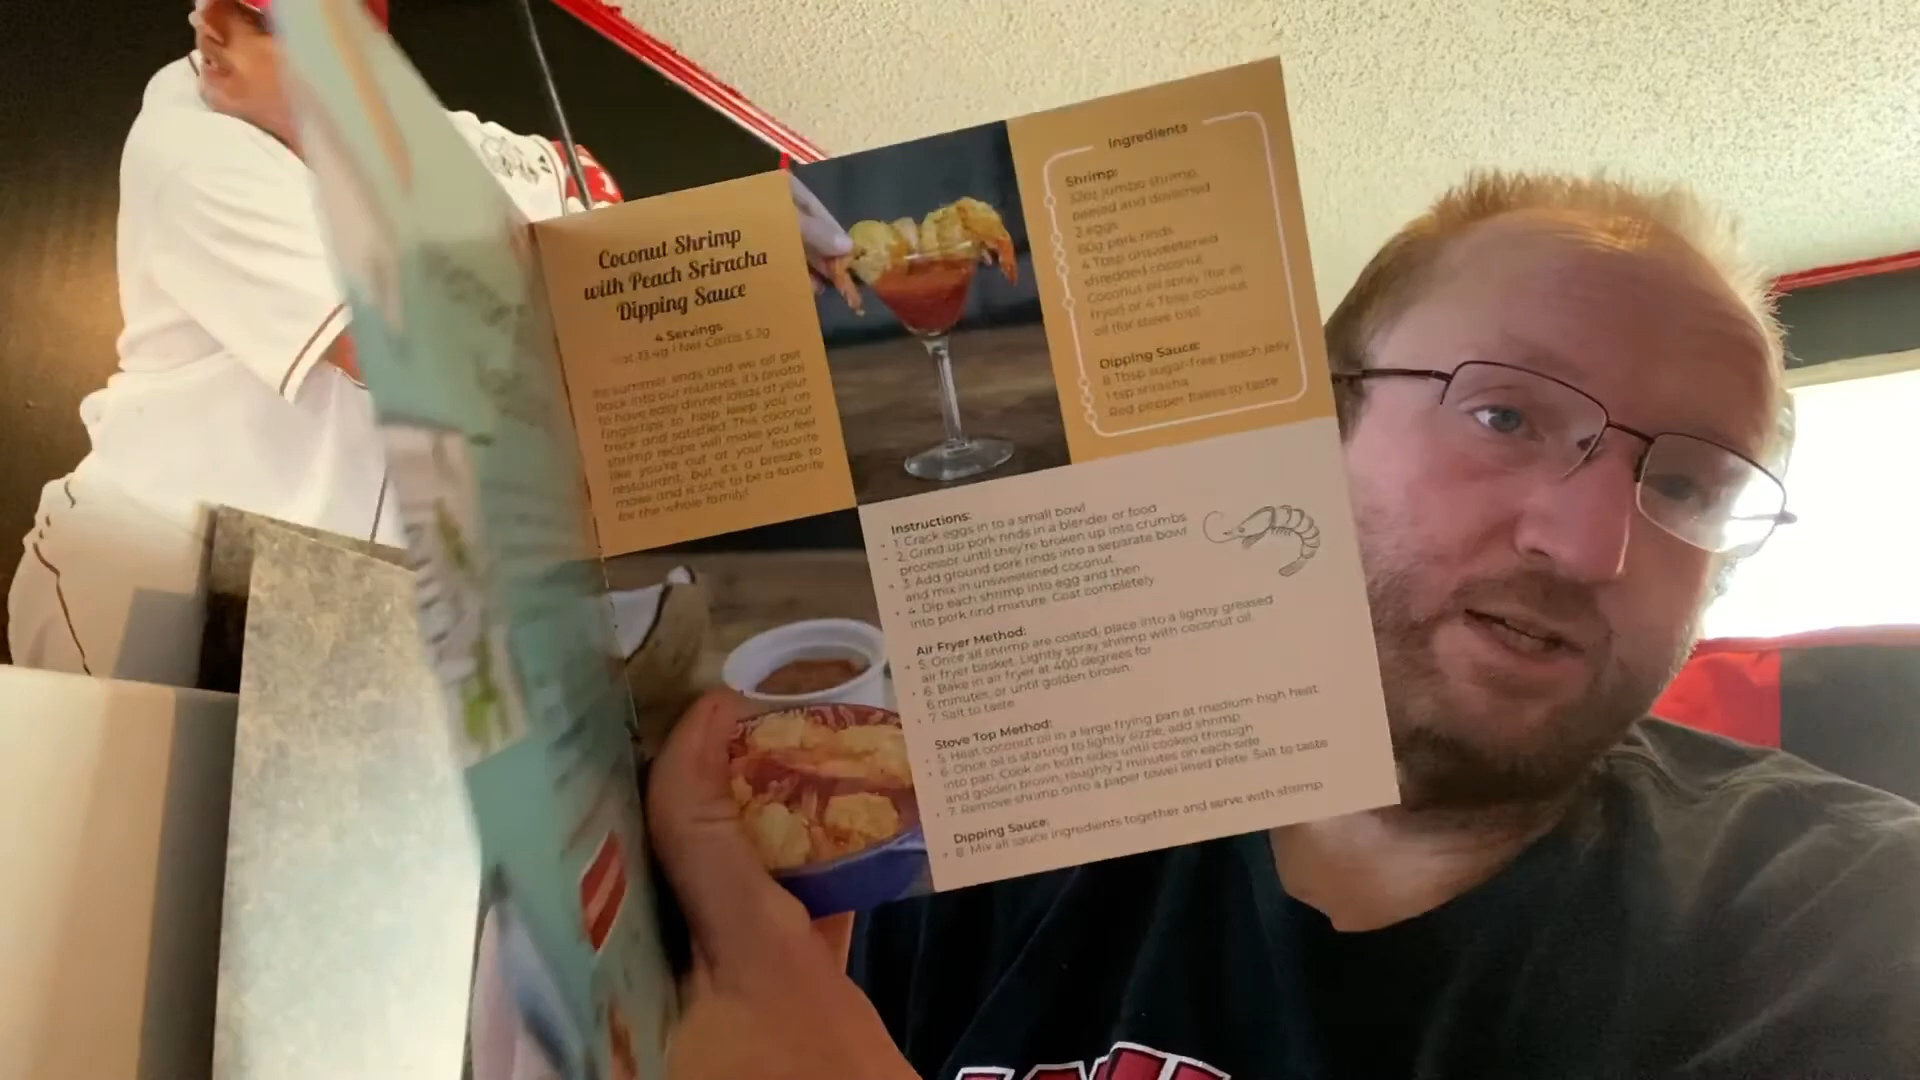 Coconut Shrimp
with Peach Sriracha
Dipping Sauce
4 Servings
Fat 13.4g | Net Carbs 5.3g
As summer ends and we all get
back into our routines, it's pivotal
to have easy dinner ideas at your
fingertips to help keep you on
track and satisfied. This coconut
shrimp recipe will make you feel
like you're out at your favorite
restaurant, but it's a breeze to
make and is sure to be a favorite
for the whole family!
Ingredients
Shrimp:
32oz jumbo shrimp,
peeled and deveined
2 eggs
60g pork rinds
4 Tbsp unsweetened
shredded coconut
Coconut oil spray (for air
fryer) or 4 Tbsp coconut
oil (for stove top)
Dipping Sauce:
8 Tbsp sugar-free peach jelly
1 tsp sriracha
Red pepper flakes to taste
Instructions:
• 1. Crack eggs in to a small bowl
• 2. Grind up pork rinds in a blender or food
processor until they're broken up into crumbs
• 3. Add ground pork rinds into a separate bowl
and mix in unsweetened coconut.
• 4. Dip each shrimp into egg and then
into pork rind mixture. Coat completely.
Air Fryer Method:
• 5. Once all shrimp are coated, place into a lightly greased
air fryer basket. Lightly spray shrimp with coconut oil.
• 6. Bake in air fryer at 400 degrees for
6 minutes, or until golden brown.
• 7. Salt to taste
Stove Top Method:
• 5. Heat coconut oil in a large frying pan at medium high heat.
• 6. Once oil is starting to lightly sizzle, add shrimp
into pan. Cook on both sides until cooked through
and golden brown, roughly 2 minutes on each side
• 7. Remove shrimp onto a paper towel lined plate. Salt to taste
Dipping Sauce:
• 8. Mix all sauce ingredients together and serve with shrimp